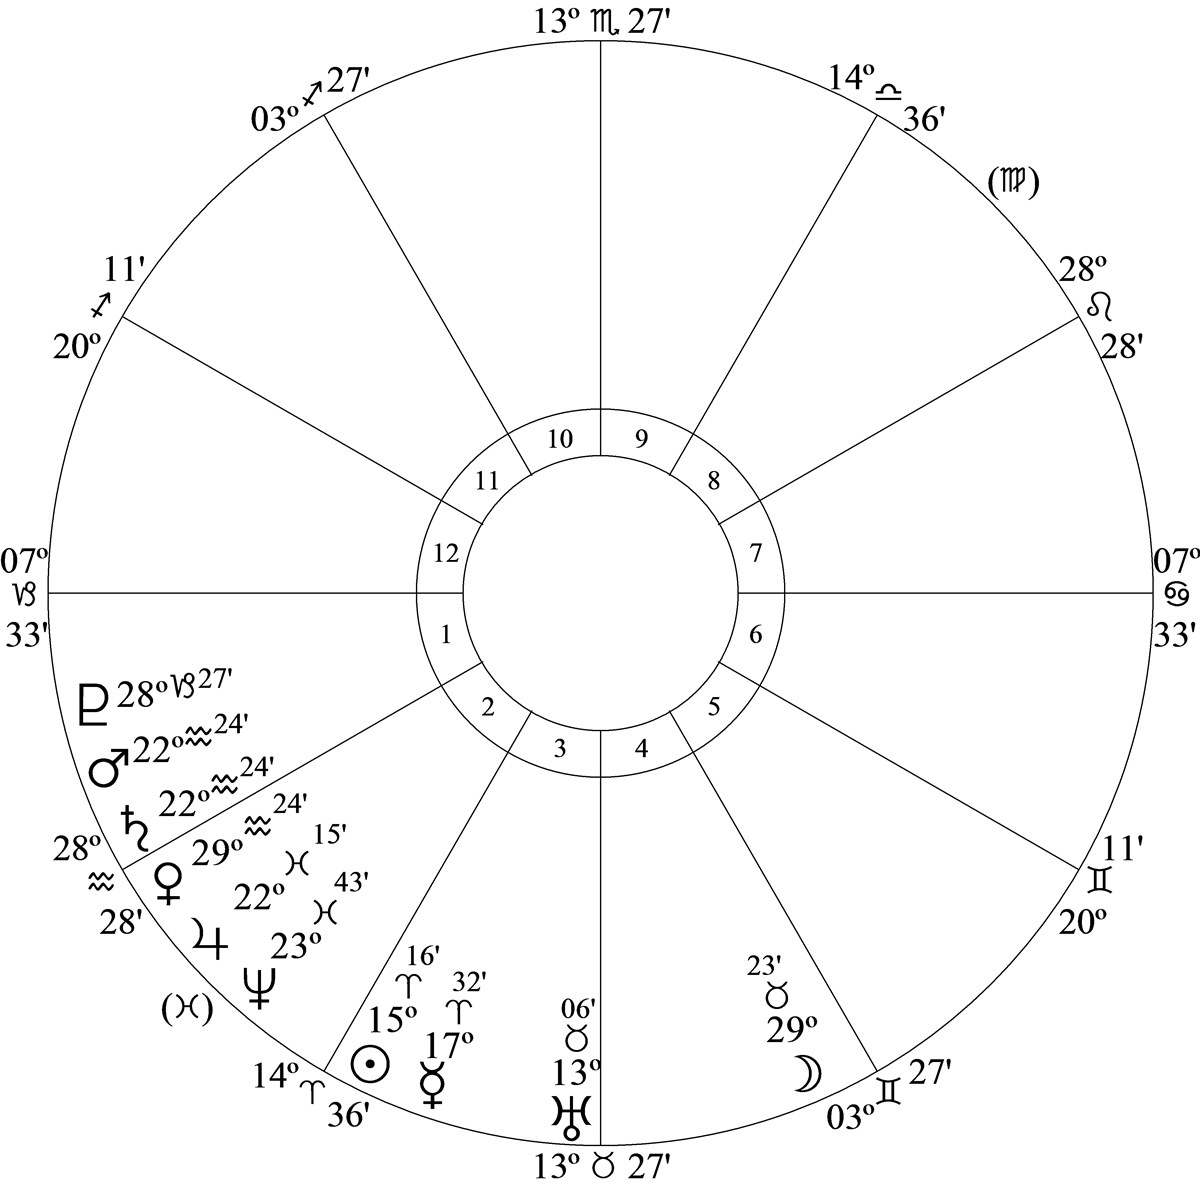 13º ♏ 27'
03º ♐ 27'
14º ♎ 36'
(♍)
11' ♐ 20º
28º ♌ 28'
10 9
11 8
12 7
07º ♑ 33'
07º ♋ 33'
1 6
2 5
3 4
♇ 28º ♑ 27'
♂ 22º ♒ 24'
♄ 22º ♒ 24'
28º ♒ 28'
♀ 29º ♒ 24'
♃ 22º ♓ 15'
♆ 23º ♓ 43'
(♓)
11' ♊ 20º
14º ♈ 36'
☉ 15º ♈ 16'
☿ 17º ♈ 32'
♅ 13º ♉ 06'
☽ 29º ♉ 23'
03º ♊ 27'
13º ♉ 27'